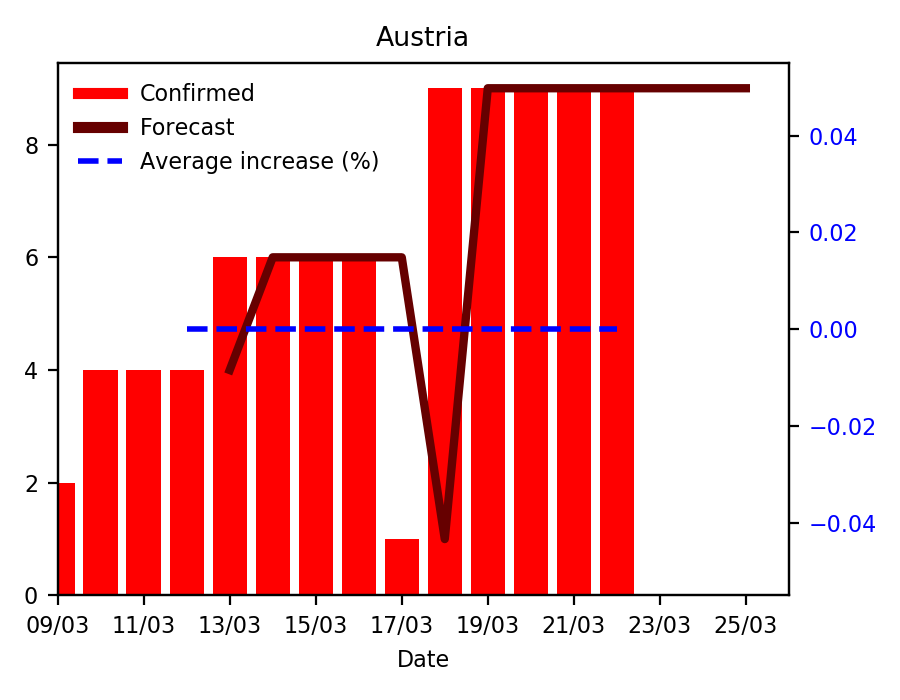 Austria
Confirmed
Forecast
Average increase (%)
8
6
4
2
0
0.04
0.02
0.00
−0.02
−0.04
09/03 11/03 13/03 15/03 17/03 19/03 21/03 23/03 25/03
Date